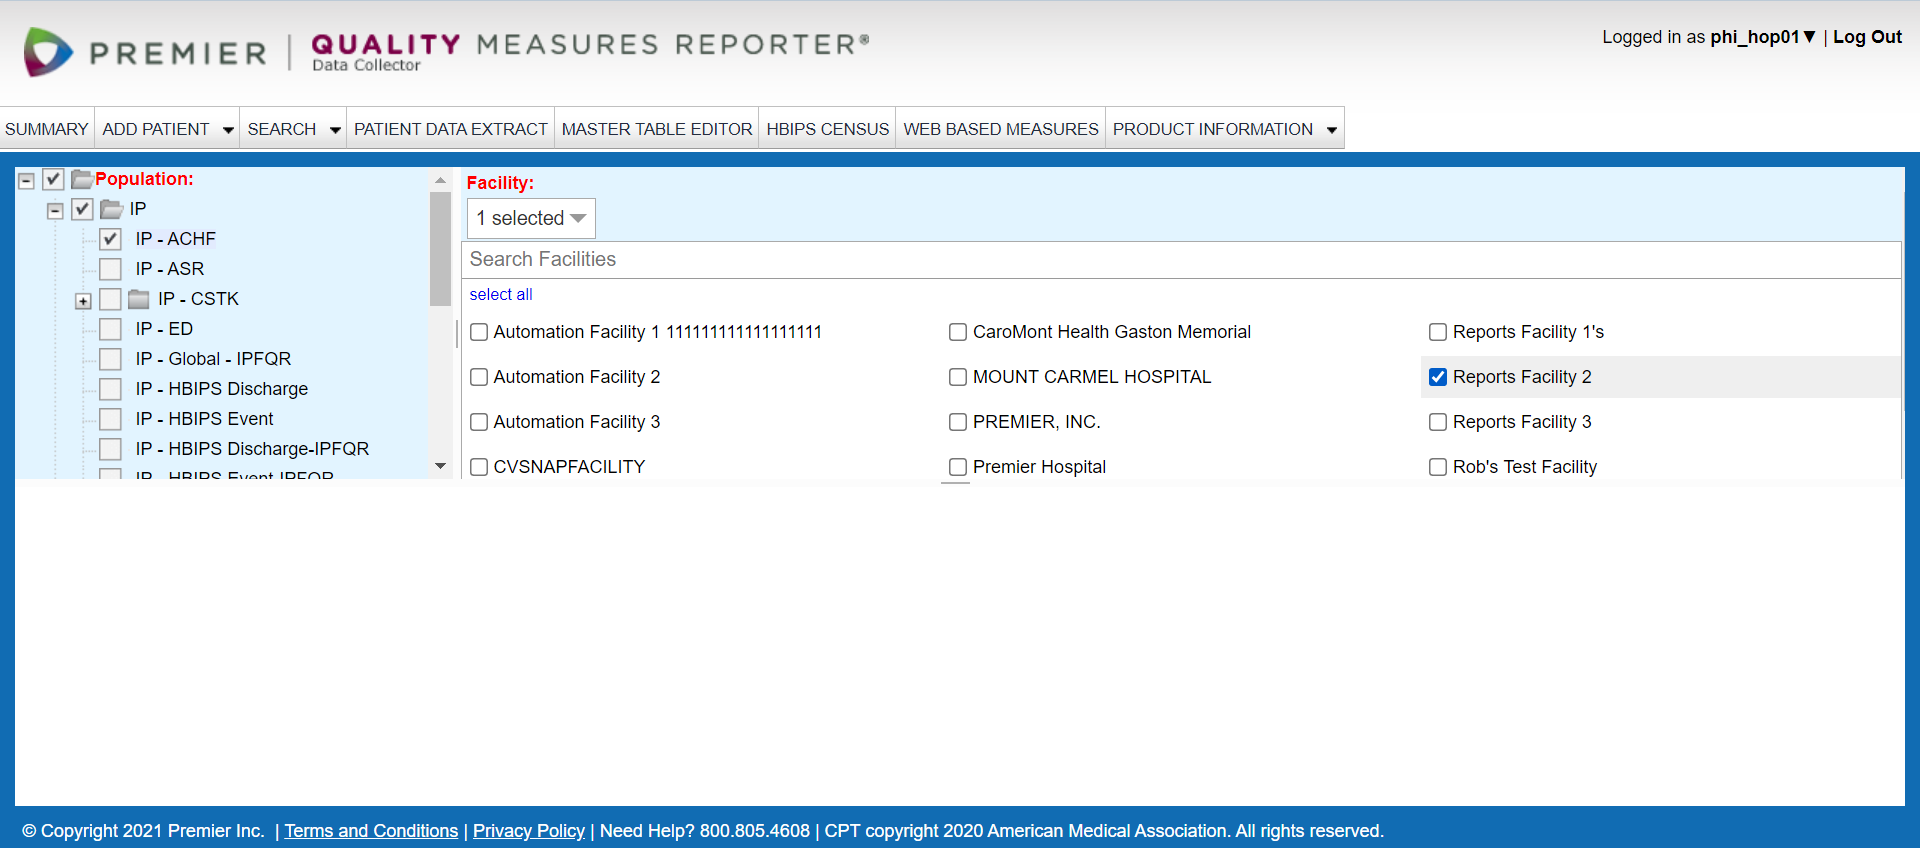 PREMIER | QUALITY MEASURES REPORTER®
Data Collector
Logged in as phi_hop01▼ | Log Out
SUMMARY ADD PATIENT SEARCH PATIENT DATA EXTRACT MASTER TABLE EDITOR HBIPS CENSUS WEB BASED MEASURES PRODUCT INFORMATION
Population:
IP
IP - ACHF
IP - ASR
IP - CSTK
IP - ED
IP - Global - IPFQR
IP - HBIPS Discharge
IP - HBIPS Event
IP - HBIPS Discharge-IPFQR
IP - HBIPS Event-IPFQR
Facility:
1 selected
Search Facilities
select all
Automation Facility 1 111111111111111111 CaroMont Health Gaston Memorial Reports Facility 1's
Automation Facility 2 MOUNT CARMEL HOSPITAL Reports Facility 2
Automation Facility 3 PREMIER, INC. Reports Facility 3
CVSNAPFACILITY Premier Hospital Rob's Test Facility
© Copyright 2021 Premier Inc. | Terms and Conditions | Privacy Policy | Need Help? 800.805.4608 | CPT copyright 2020 American Medical Association. All rights reserved.